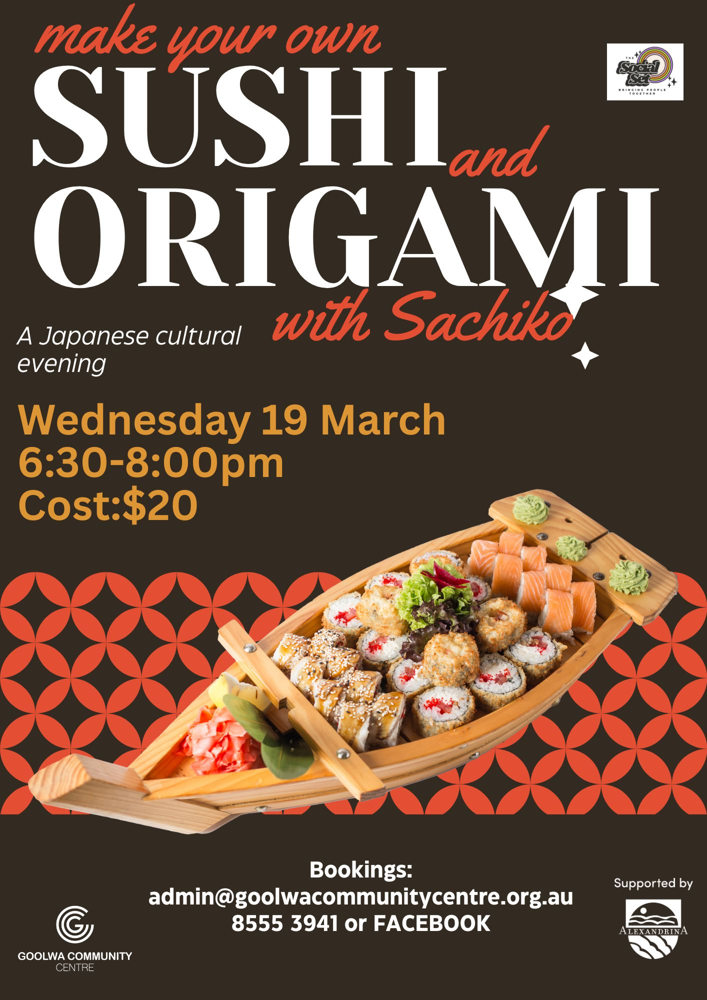 make your own
SUSHI
and
ORIGAMI
with Sachiko
THE
Social
Set
BRINGING PEOPLE
TOGETHER
A Japanese cultural
evening
Wednesday 19 March
6:30-8:00pm
Cost:$20
Bookings:
admin@goolwacommunitycentre.org.au
8555 3941 or FACEBOOK
GOOLWA COMMUNITY
CENTRE
Supported by
ALEXANDRINA